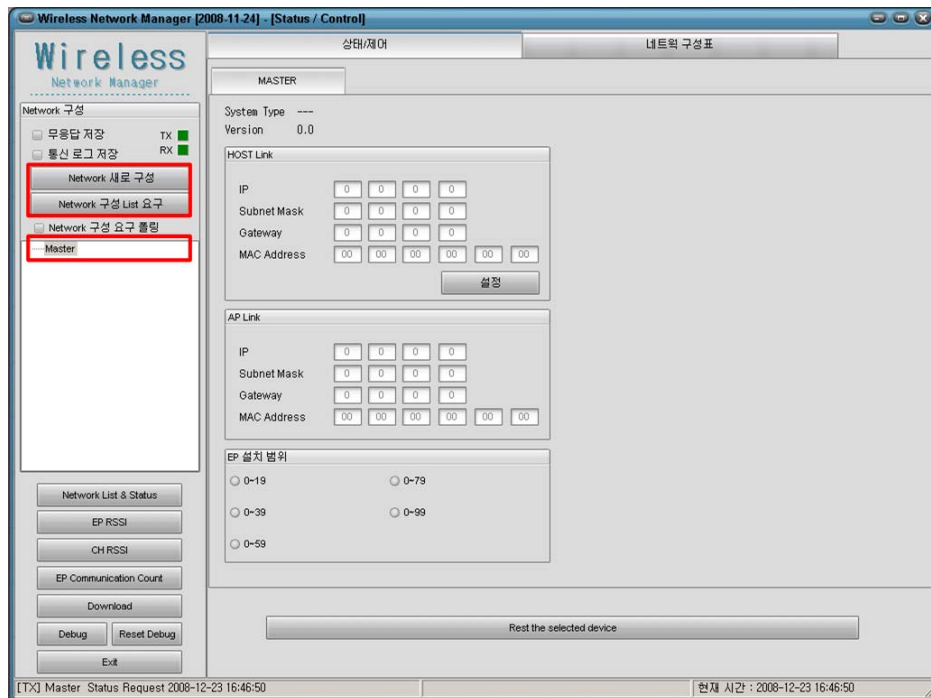 Wireless Network Manager [2008-11-24] - [Status / Control]
Wireless
Network Manager
Network 구성
무응답 저장
TX
통신 로그 저장
RX
Network 새로 구성
Network 구성 List 요구
Network 구성 요구 폴링
Master
Network List & Status
EP RSSI
CH RSSI
EP Communication Count
Download
Debug
Reset Debug
Exit
상태/제어
네트웍 구성표
MASTER
System Type ---
Version 0.0
HOST Link
IP 0 0 0 0
Subnet Mask 0 0 0 0
Gateway 0 0 0 0
MAC Address 00 00 00 00 00 00
설정
AP Link
IP 0 0 0 0
Subnet Mask 0 0 0 0
Gateway 0 0 0 0
MAC Address 00 00 00 00 00 00
EP 설치 범위
0~19 0~79
0~39 0~99
0~59
Rest the selected device
[TX] Master Status Request 2008-12-23 16:46:50
현재 시간 : 2008-12-23 16:46:50